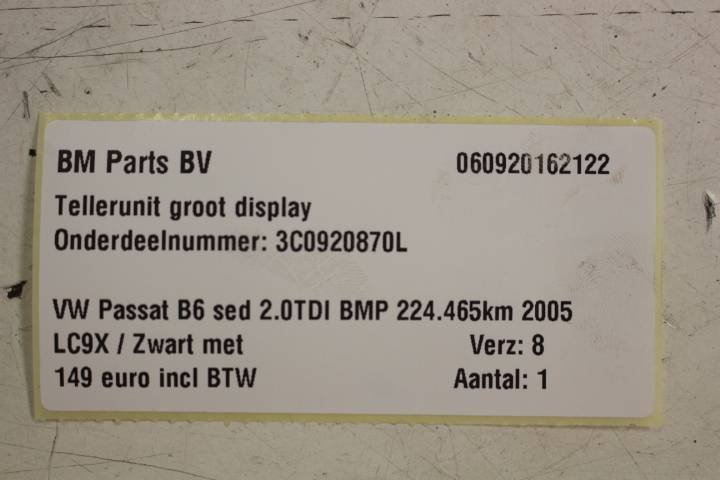 BM Parts BV 060920162122
Tellerunit groot display
Onderdeelnummer: 3C0920870L
VW Passat B6 sed 2.0TDI BMP 224.465km 2005
LC9X / Zwart met Verz: 8
149 euro incl BTW Aantal: 1